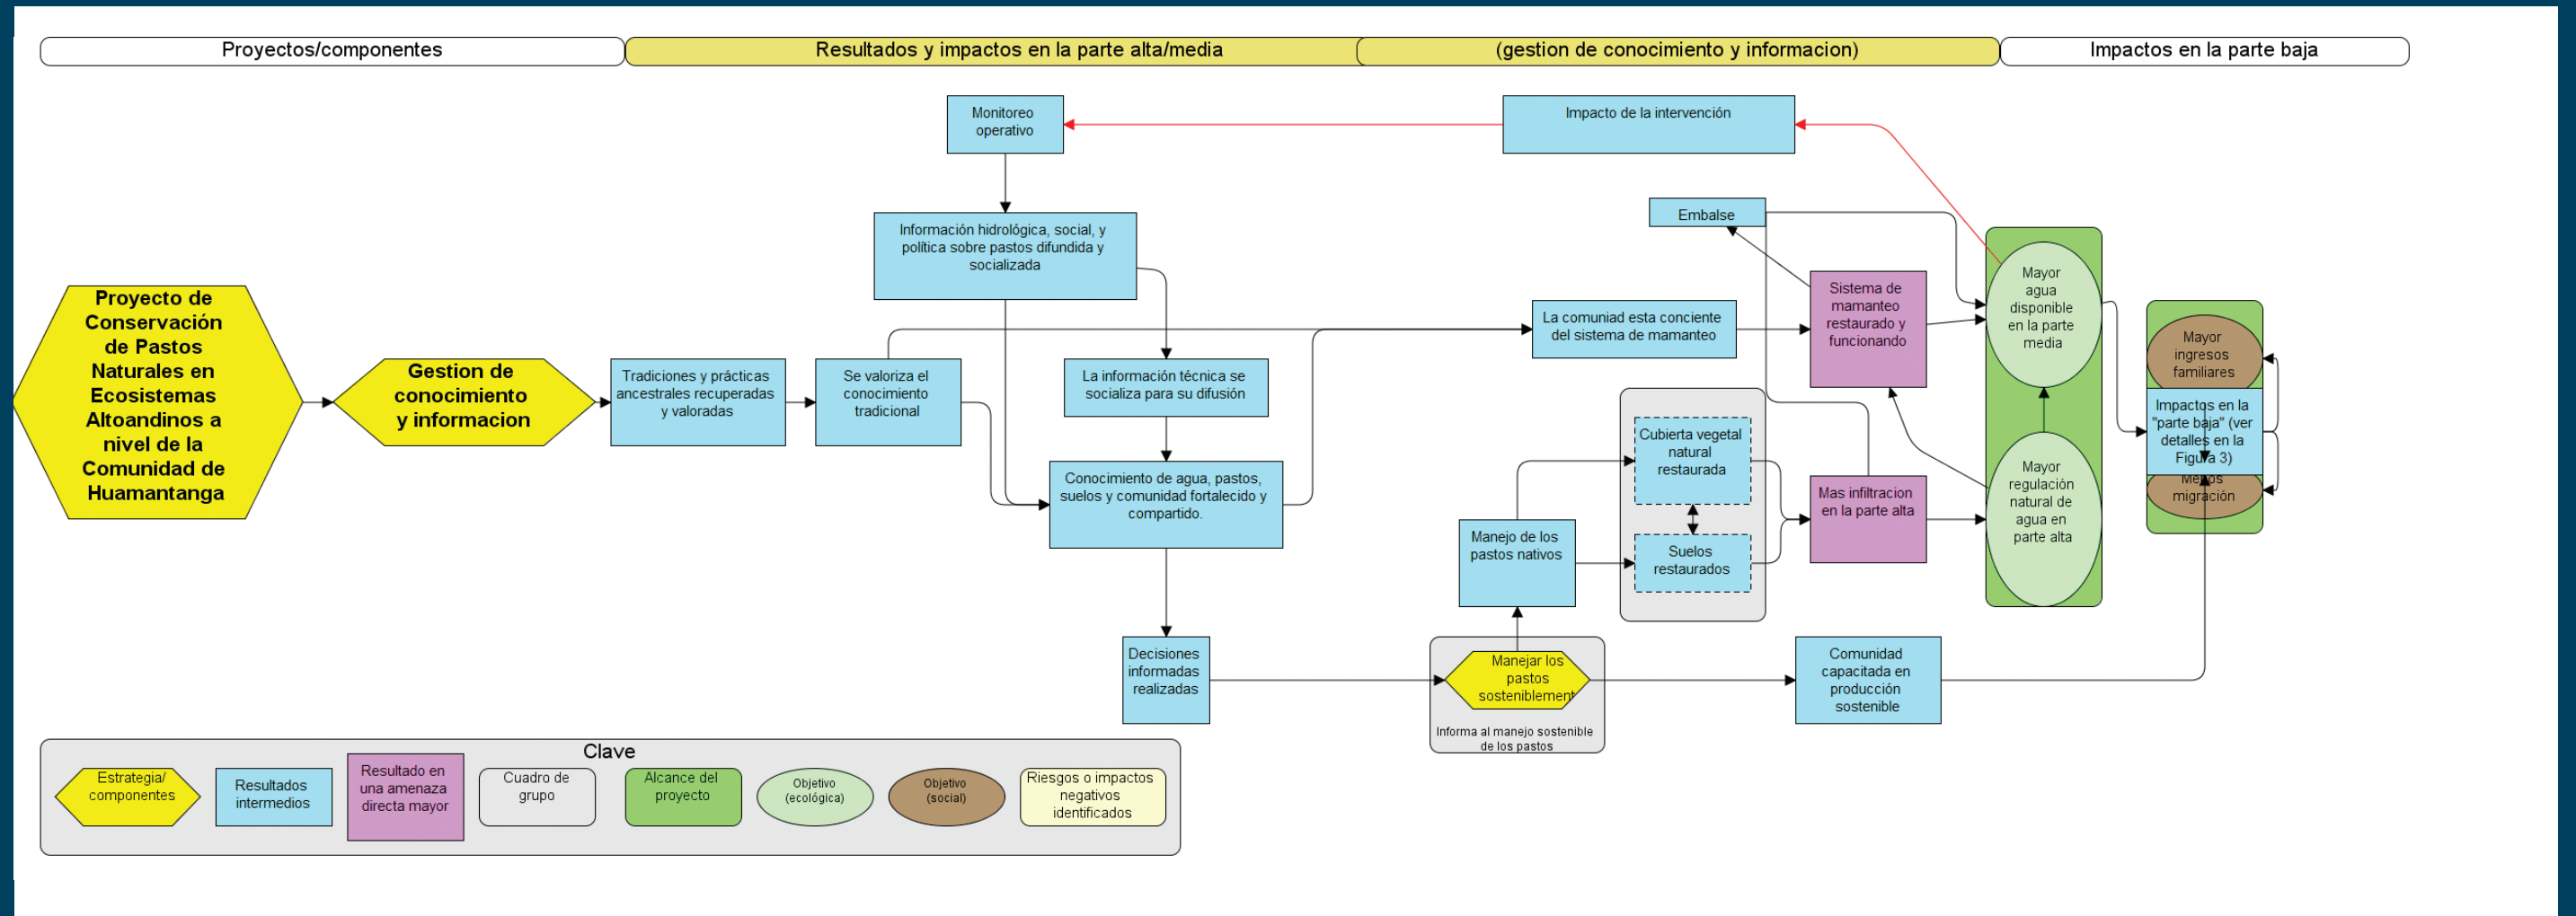 Proyectos/componentes
Resultados y impactos en la parte alta/media
(gestion de conocimiento y informacion)
Impactos en la parte baja
Monitoreo
operativo
Impacto de la intervención
Información hidrológica, social, y
política sobre pastos difundida y
socializada
Embalse
Proyecto de
Conservación
de Pastos
Naturales en
Ecosistemas
Altoandinos a
nivel de la
Comunidad de
Huamantanga
Gestion de
conocimiento
y informacion
Tradiciones y prácticas
ancestrales recuperadas
y valoradas
Se valoriza el
conocimiento
tradicional
La información técnica se
socializa para su difusión
Conocimiento de agua, pastos,
suelos y comunidad fortalecido y
compartido.
La comuniad esta conciente
del sistema de mamanteo
Sistema de
mamanteo
restaurado y
funcionando
Mayor
agua
disponible
en la parte
media
Mayor
ingresos
familiares
Impactos en la
"parte baja" (ver
detalles en la
Figura 3)
Menos
migración
Cubierta vegetal
natural
restaurada
Suelos
restaurados
Manejo de los
pastos nativos
Mas infiltracion
en la parte alta
Mayor
regulación
natural de
agua en
parte alta
Decisiones
informadas
realizadas
Manejar los
pastos
sosteniblement
Informa al manejo sostenible
de los pastos
Comunidad
capacitada en
producción
sostenible
Clave
Estrategia/
componentes
Resultados
intermedios
Resultado en
una amenaza
directa mayor
Cuadro de
grupo
Alcance del
proyecto
Objetivo
(ecológica)
Objetivo
(social)
Riesgos o impactos
negativos
identificados